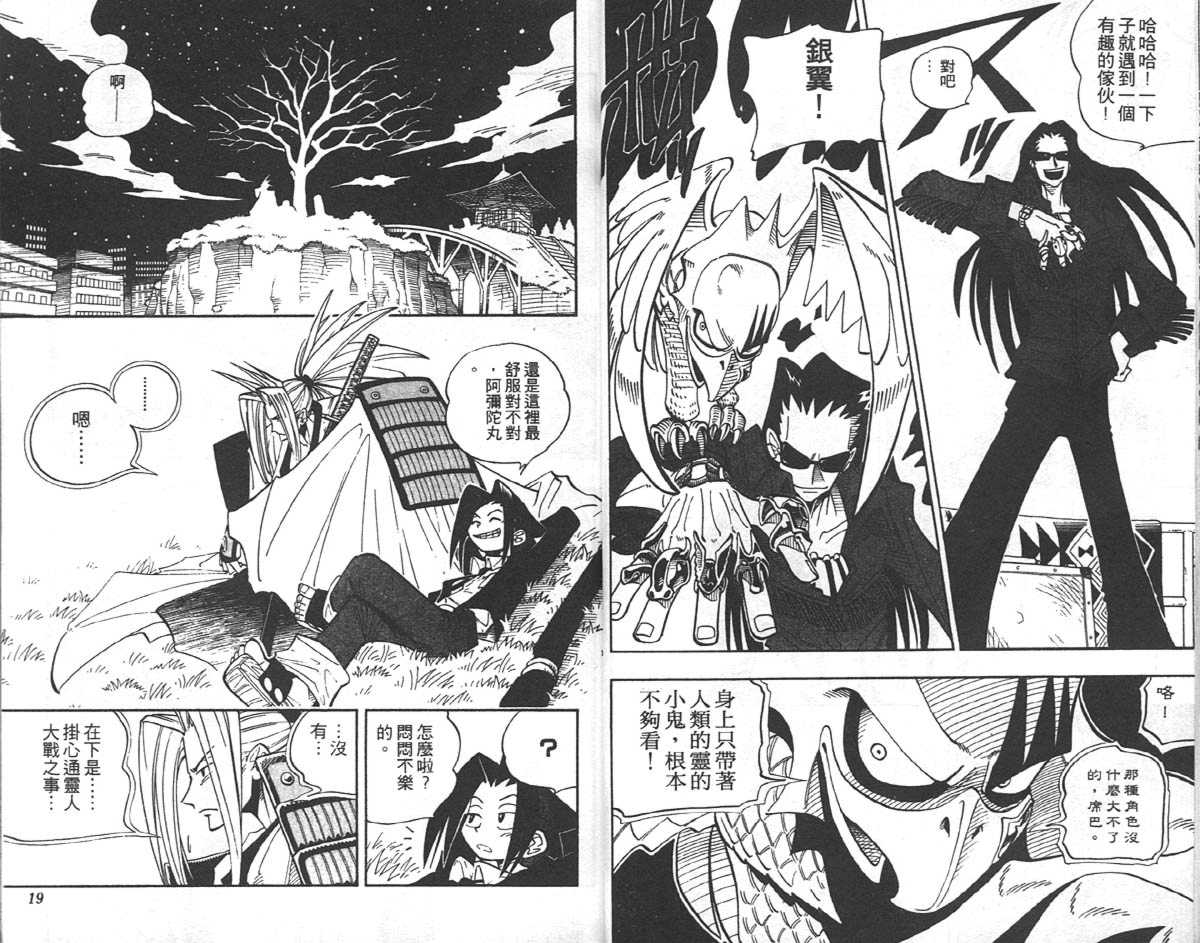 哈哈哈！一下
子就遇到一個
有趣的傢伙！
對吧
…
銀翼！
咯！
那種角色沒
什麼大不了
的，席巴。
身上只帶著
人類的靈的
小鬼，根本
不夠看！
啊──
還是這裡最
舒服對不對
，阿彌陀丸
。
………
嗯……
？
怎麼啦？
悶悶不樂
的。
…沒
有…
在下是……
掛心通靈人
大戰之事…
19